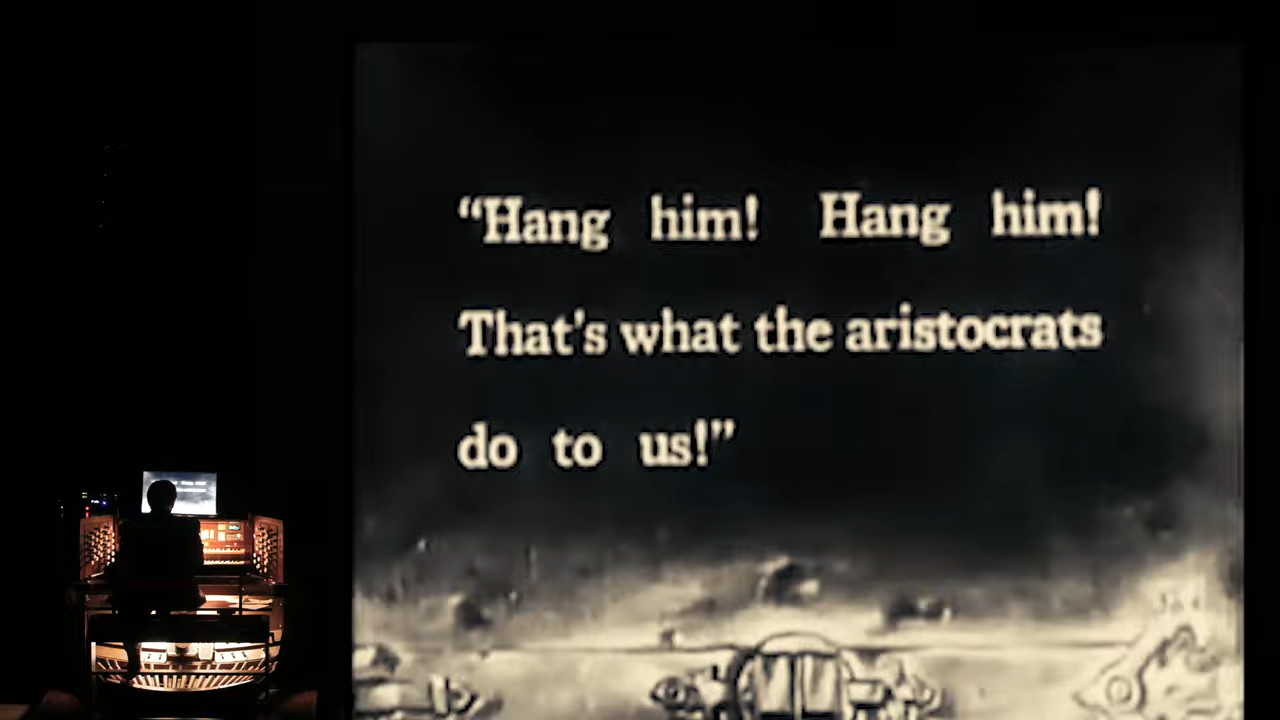 “Hang him! Hang him!
That's what the aristocrats
do to us!”